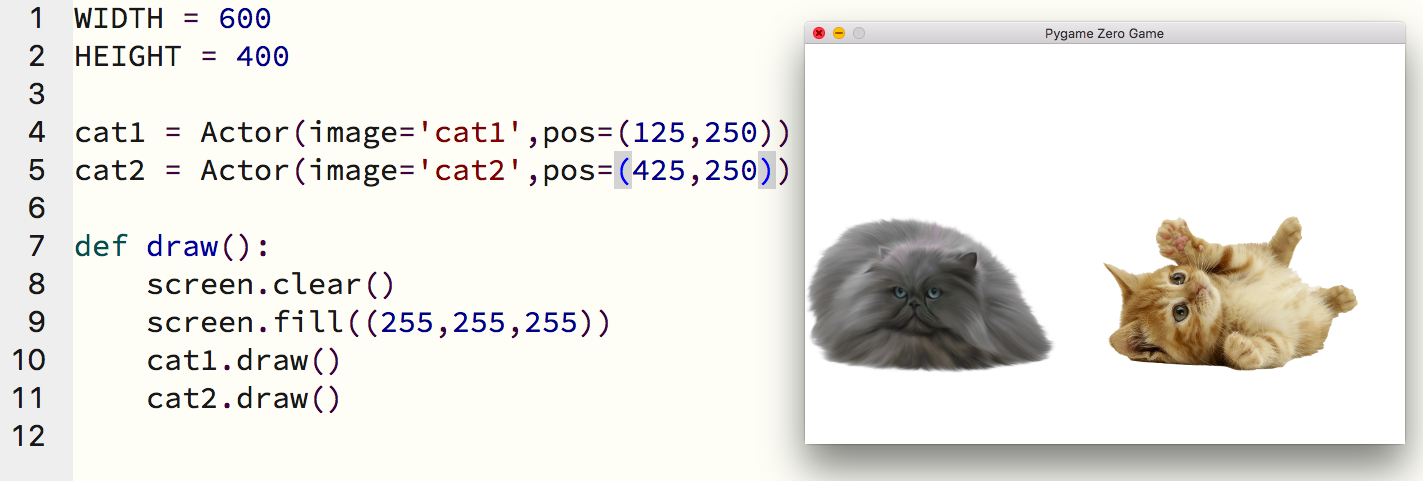 1 WIDTH = 600
2 HEIGHT = 400
3
4 cat1 = Actor(image='cat1',pos=(125,250))
5 cat2 = Actor(image='cat2',pos=(425,250))
6
7 def draw():
8     screen.clear()
9     screen.fill((255,255,255))
10     cat1.draw()
11     cat2.draw()
12
Pygame Zero Game